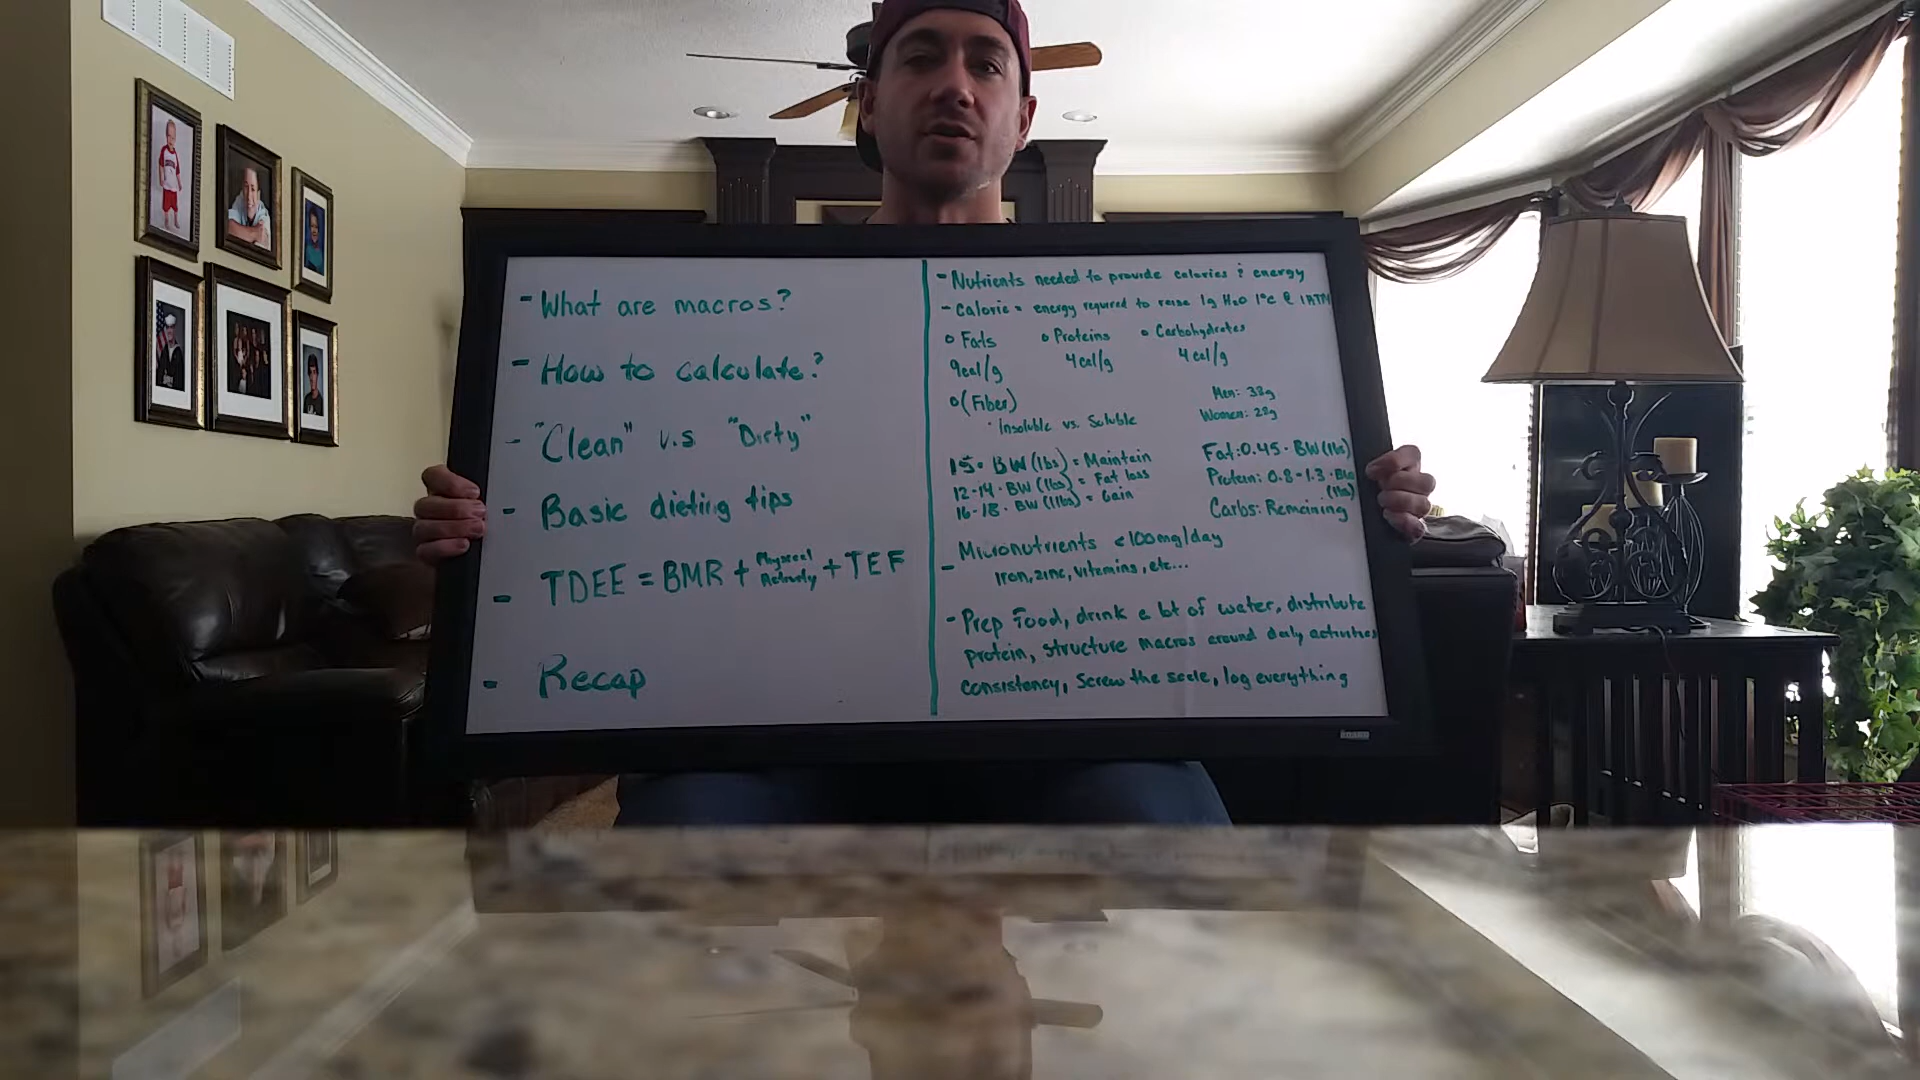 - What are macros?
- How to calculate?
- "Clean" v.s "Dirty"
- Basic dieting tips
- TDEE = BMR + Physical Activity + TEF
- Recap
- Nutrients needed to provide calories & energy
- Calorie = energy required to raise 1g H2O 1°C @ 1ATM
o Fats o Proteins o Carbohydrates
9cal/g 4cal/g 4cal/g
o (Fiber)
· Insoluble vs. Soluble
Men: 38g
Women: 28g
15 · BW (lbs) = Maintain
12-14 · BW (lbs) = Fat loss
16-18 · BW (lbs) = Gain
Fat: 0.45 · BW (lbs)
Protein: 0.8-1.3 · BW
(lbs)
Carbs: Remaining
- Micronutrients <100mg/day
Iron, zinc, vitamins, etc...
- Prep Food, drink a lot of water, distribute
protein, structure macros around daily activities
consistency, screw the scale, log everything